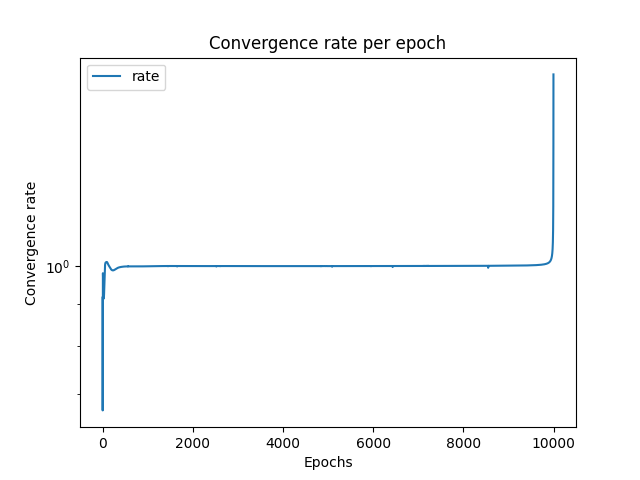 Convergence rate per epoch
rate
Convergence rate
10⁰
0 2000 4000 6000 8000 10000
Epochs